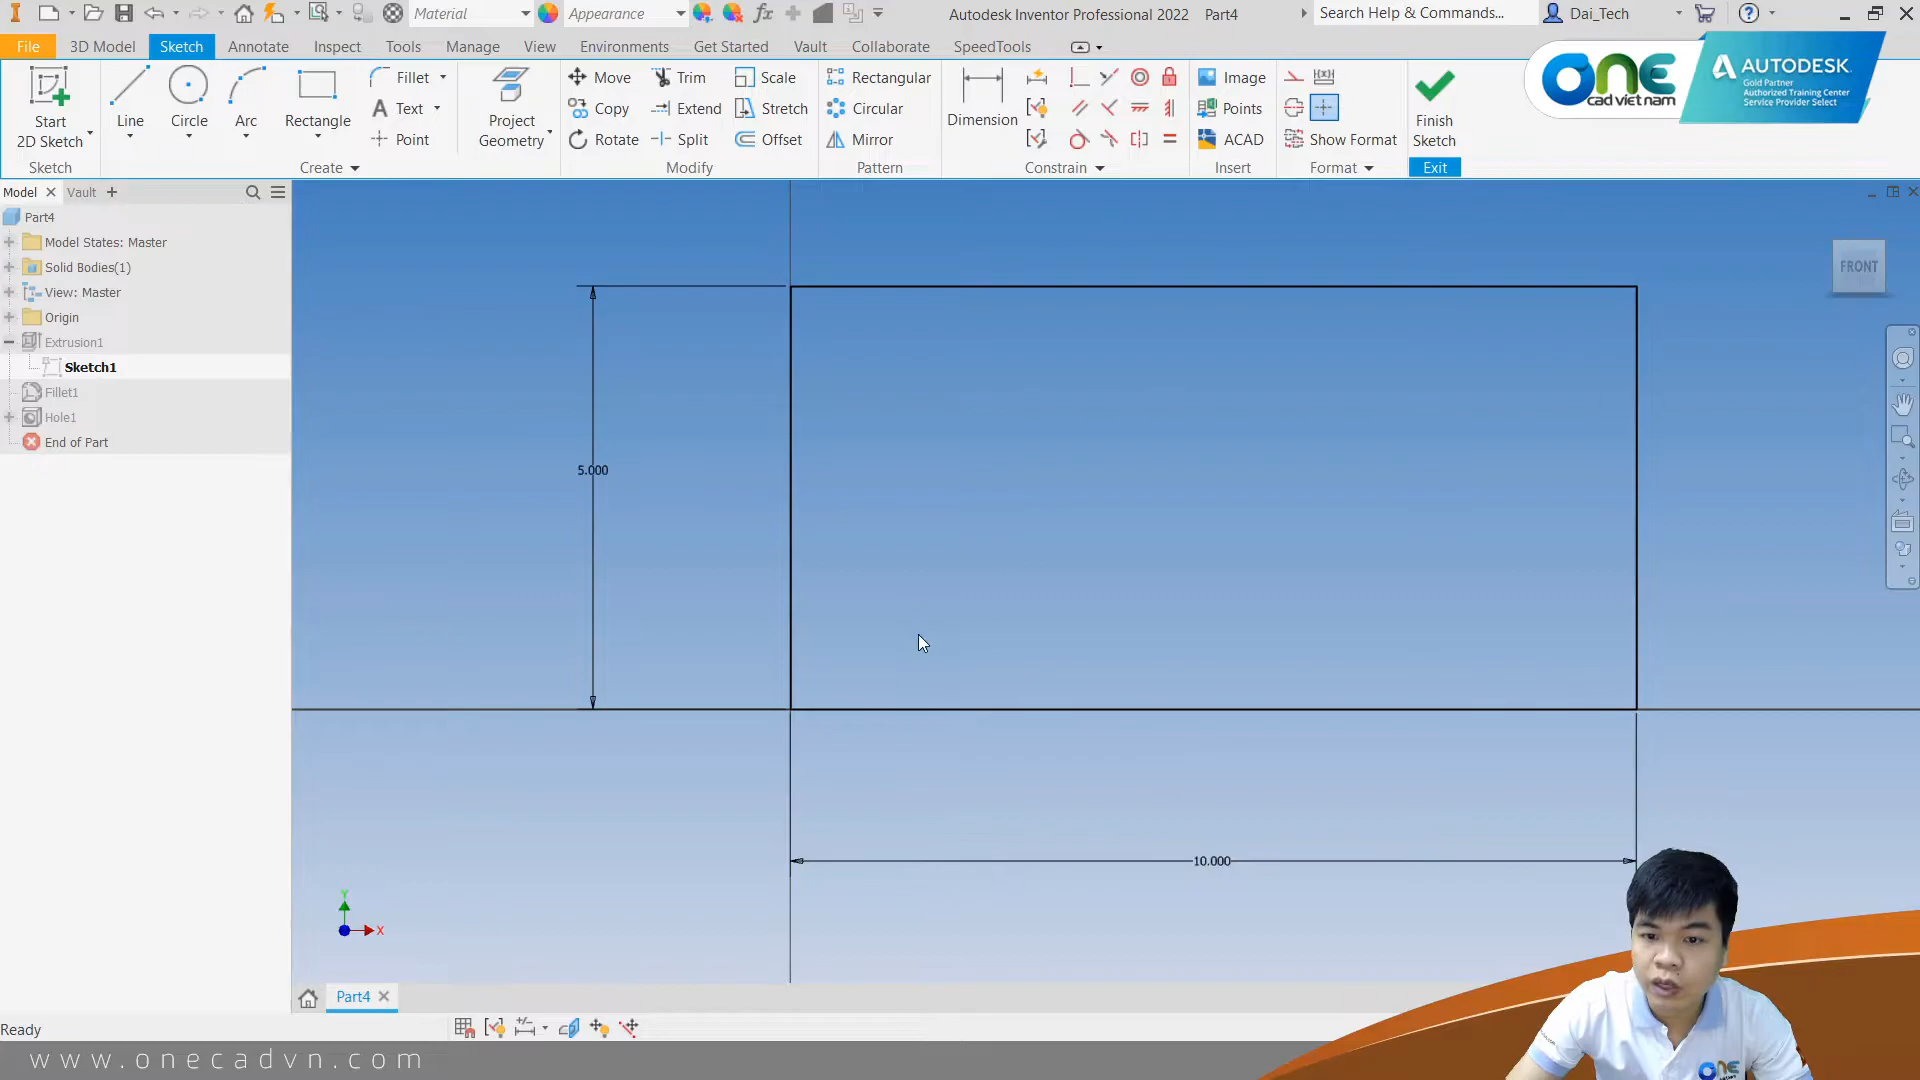 Material
Appearance
Autodesk Inventor Professional 2022 Part4
Search Help & Commands...
Dai_Tech
File
3D Model
Sketch
Annotate
Inspect
Tools
Manage
View
Environments
Get Started
Vault
Collaborate
SpeedTools
Start
2D Sketch
Line
Circle
Arc
Rectangle
Fillet
Text
Point
Project
Geometry
Move
Copy
Rotate
Trim
Extend
Split
Scale
Stretch
Offset
Rectangular
Circular
Mirror
Dimension
Image
Points
ACAD
Show Format
Finish
Sketch
Sketch
Create
Modify
Pattern
Constrain
Insert
Format
Exit
one
cad viet nam
AUTODESK
Gold Partner
Authorized Training Center
Service Provider Select
Model
Vault
Part4
Model States: Master
Solid Bodies(1)
View: Master
Origin
Extrusion1
Sketch1
Fillet1
Hole1
End of Part
FRONT
5.000
10.000
Y
X
Part4
Ready
www.onecadvn.com